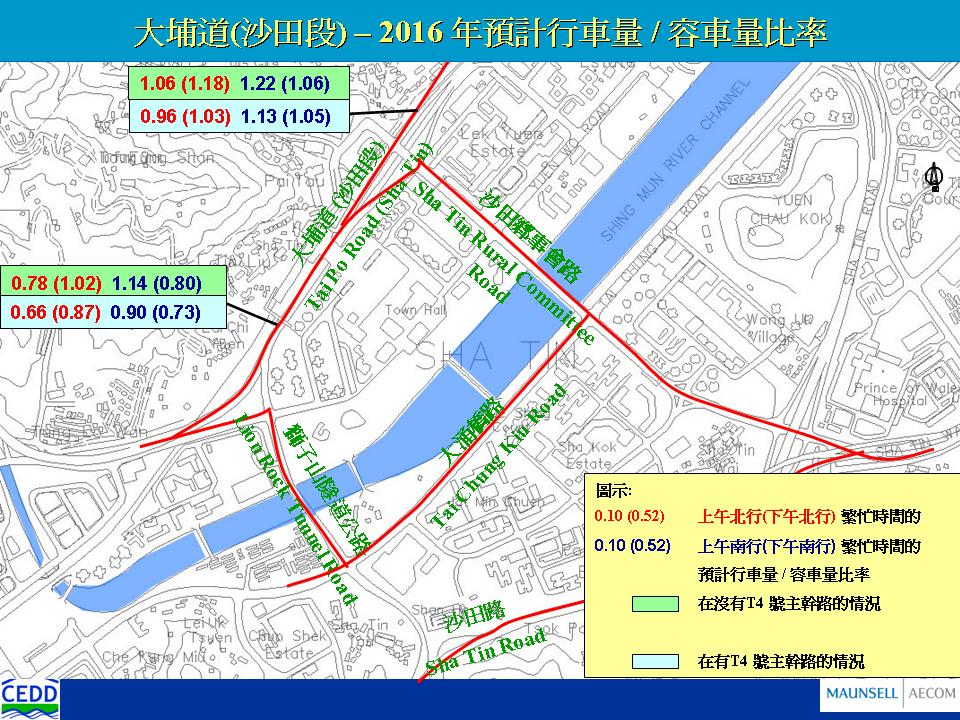 大埔道(沙田段) – 2016 年預計行車量 / 容車量比率
1.06 (1.18) 1.22 (1.06)
0.96 (1.03) 1.13 (1.05)
Lek Yuen
Estate
SHING MUN RIVER CHANNEL
YUEN
CHAU KOK
大埔道 (沙田段)
Tai Po Road (Sha Tin)
沙田鄉事會路
Sha Tin Rural Committee
Road
0.78 (1.02) 1.14 (0.80)
0.66 (0.87) 0.90 (0.73)
Town Hall
SHA TIN
Village
Prince of Wales
Hospital
獅子山隧道公路
Lion Rock Tunnel Road
大涌橋路
Tai Chung Kiu Road
Sha Kok
Estate
圖示:
0.10 (0.52) 上午北行(下午北行) 繁忙時間的
0.10 (0.52) 上午南行(下午南行) 繁忙時間的
預計行車量 / 容車量比率
在沒有T4 號主幹路的情況
在有T4 號主幹路的情況
沙田路
Sha Tin Road
Chun Shek
Estate
Che Kung Miu
CEDD
MAUNSELL | AECOM